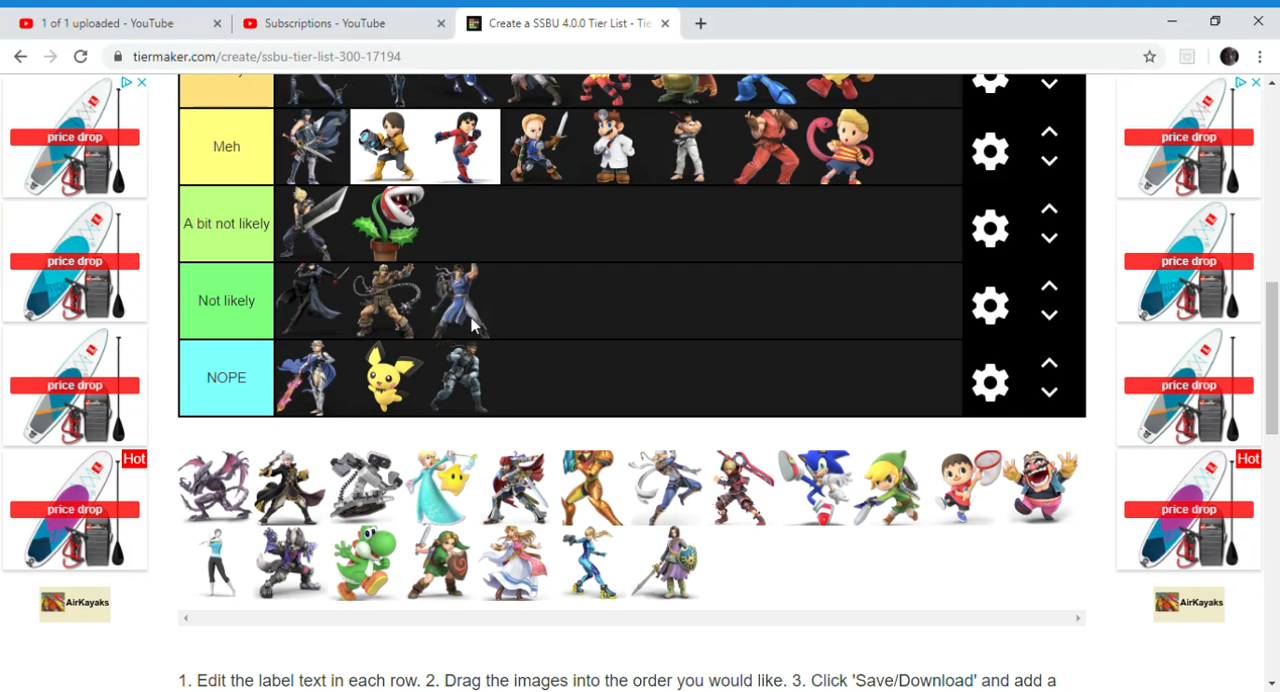 1 of 1 uploaded - YouTube
Subscriptions - YouTube
Create a SSBU 4.0.0 Tier List - Tie
tiermaker.com/create/ssbu-tier-list-300-17194
price drop
price drop
Meh
A bit not likely
price drop
price drop
Not likely
NOPE
price drop
price drop
Hot
Hot
price drop
price drop
AirKayaks
AirKayaks
1. Edit the label text in each row. 2. Drag the images into the order you would like. 3. Click 'Save/Download' and add a